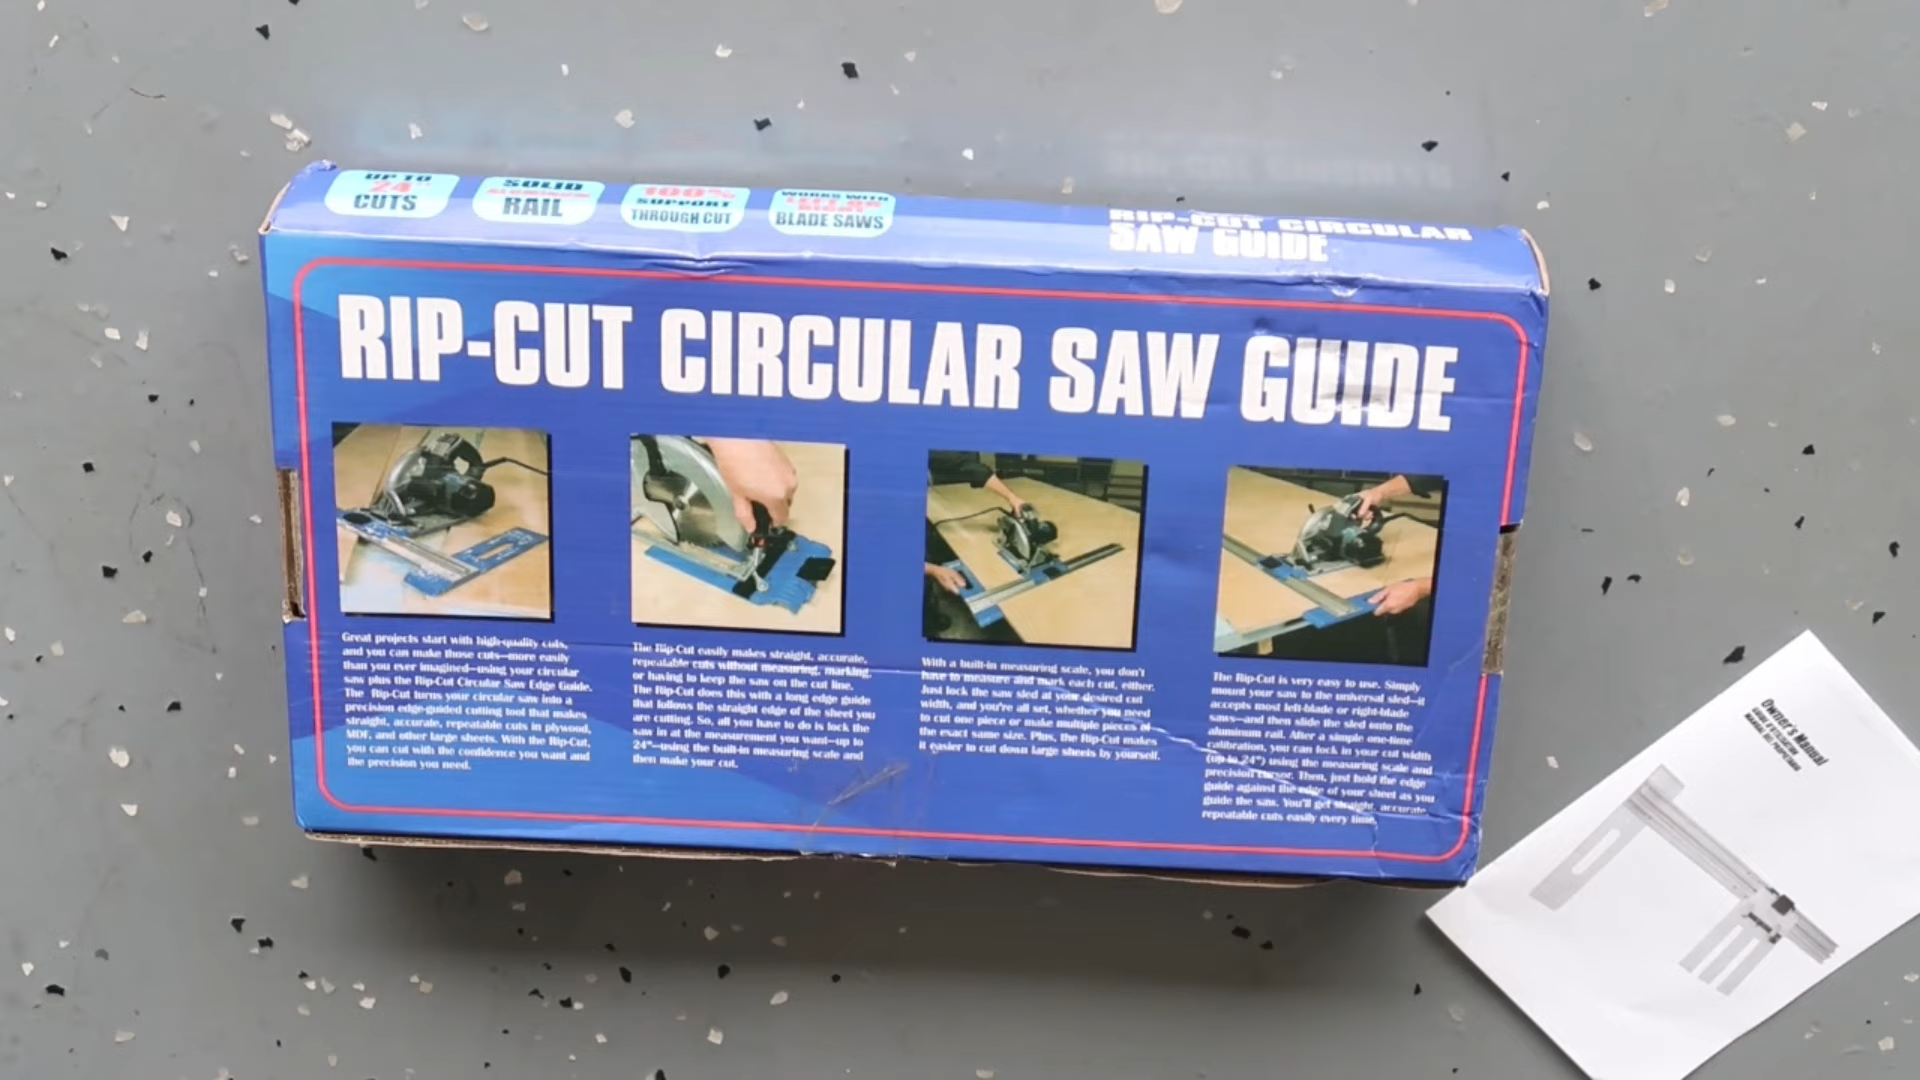 UP TO
24"
CUTS
SOLID
ALUMINUM
RAIL
100%
SUPPORT
THROUGH CUT
WORKS WITH
LEFT OR
RIGHT
BLADE SAWS
RIP-CUT CIRCULAR
SAW GUIDE
RIP-CUT CIRCULAR SAW GUIDE
Great projects start with high-quality cuts,
and you can make those cuts—more easily
than you ever imagined—using your circular
saw plus the Rip-Cut Circular Saw Edge Guide.
The Rip-Cut turns your circular saw into a
precision edge-guided cutting tool that makes
straight, accurate, repeatable cuts in plywood,
MDF, and other large sheets. With the Rip-Cut,
you can cut with the confidence you want and
the precision you need.
The Rip-Cut easily makes straight, accurate,
repeatable cuts without measuring, marking,
or having to keep the saw on the cut line.
The Rip-Cut does this with a long edge guide
that follows the straight edge of the sheet you
are cutting. So, all you have to do is lock the
saw in at the measurement you want—up to
24"—using the built-in measuring scale and
then make your cut.
With a built-in measuring scale, you don't
have to measure and mark each cut, either.
Just lock the saw sled at your desired cut
width, and you're all set, whether you need
to cut one piece or make multiple pieces of
the exact same size. Plus, the Rip-Cut makes
it easier to cut down large sheets by yourself.
The Rip-Cut is very easy to use. Simply
mount your saw to the universal sled—it
accepts most left-blade or right-blade
saws—and then slide the sled onto the
aluminum rail. After a simple one-time
calibration, you can lock in your cut width
(up to 24") using the measuring scale and
precision cursor. Then, just hold the edge
guide against the edge of your sheet as you
guide the saw. You'll get straight, accurate,
repeatable cuts easily every time.
Owner's Manual
GUIDE D'UTILISATION
MANUAL DEL PROPIETARIO